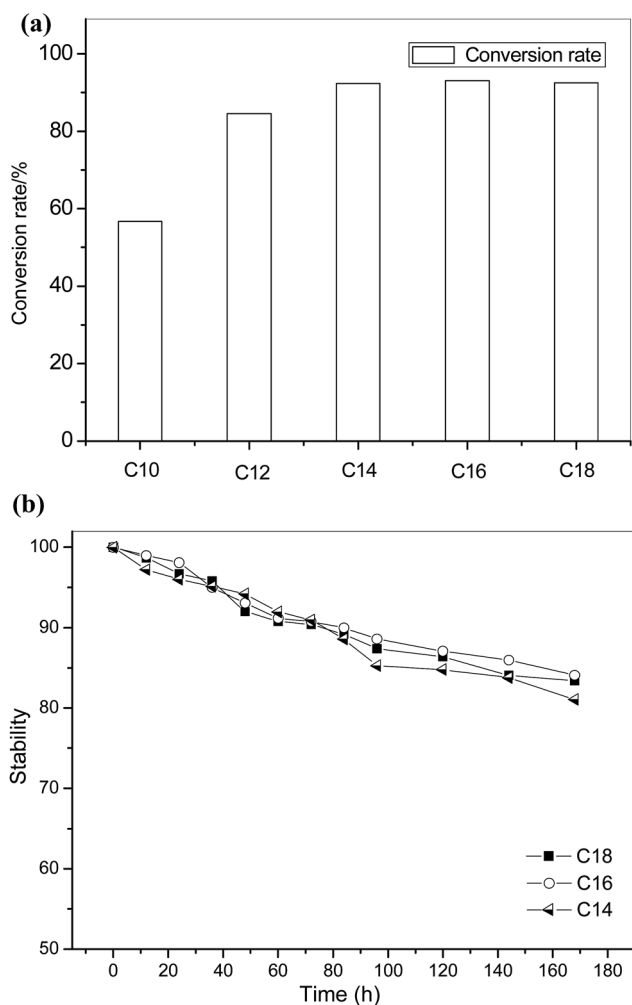 (a)
100
80
60
40
20
0
Conversion rate/%
Conversion rate
C10 C12 C14 C16 C18
(b)
100
90
80
70
60
50
Stability
C18
C16
C14
0 20 40 60 80 100 120 140 160 180
Time (h)